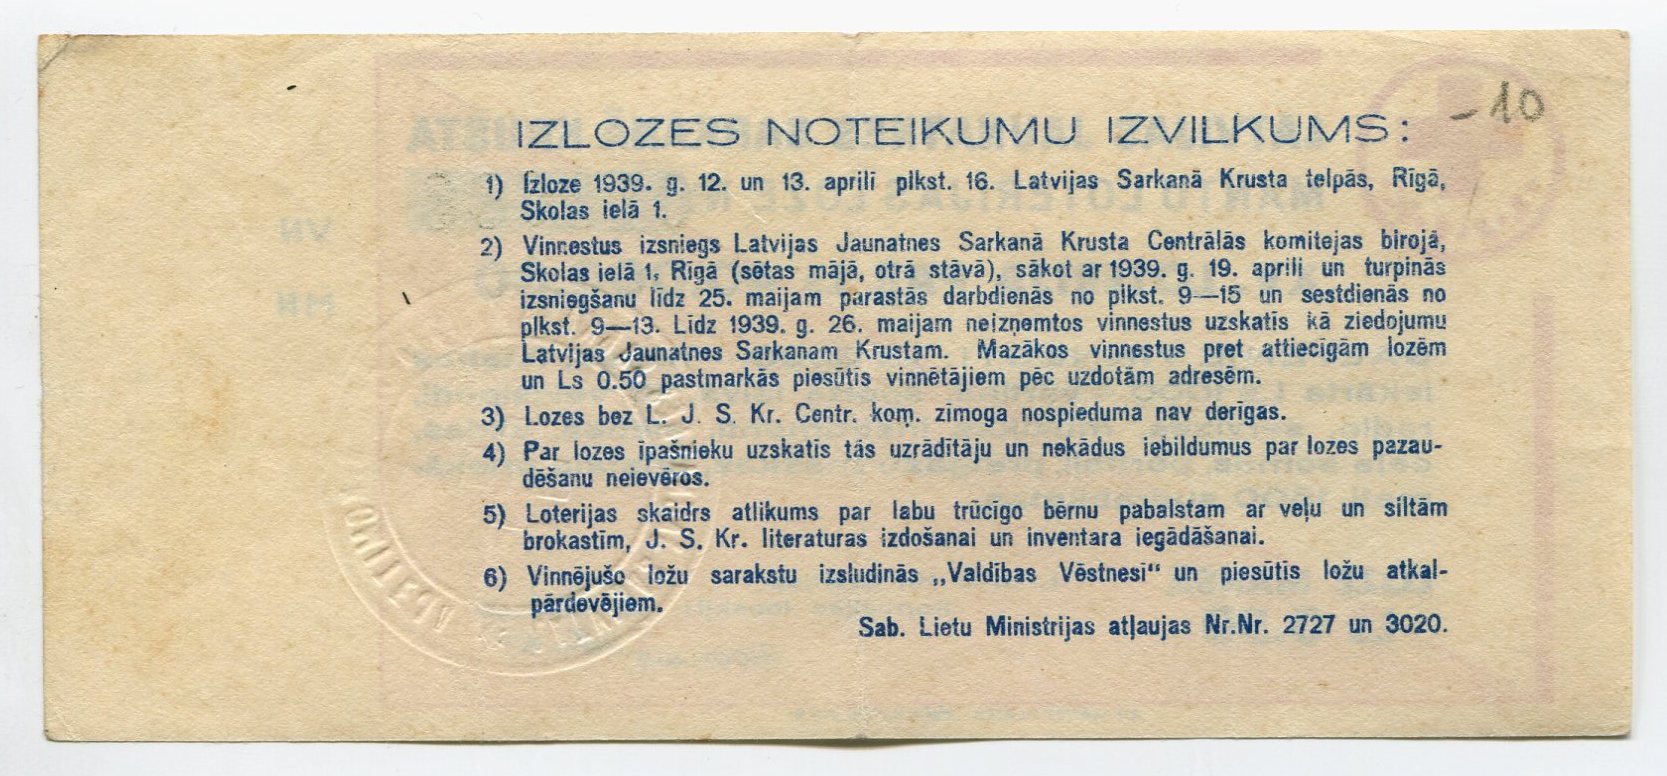 IZLOZES NOTEIKUMU IZVILKUMS:
-10
1) Izloze 1939. g. 12. un 13. aprilī plkst. 16. Latvijas Sarkanā Krusta telpās, Rīgā,
Skolas ielā 1.
2) Vinnestus izsniegs Latvijas Jaunatnes Sarkanā Krusta Centrālās komitejas birojā,
Skolas ielā 1, Rīgā (sētas mājā, otrā stāvā), sākot ar 1939. g. 19. aprili un turpinās
izsniegšanu līdz 25. maijam parastās darbdienās no plkst. 9—15 un sestdienās no
plkst. 9—13. Līdz 1939. g. 26. maijam neizņemtos vinnestus uzskatīs kā ziedojumu
Latvijas Jaunatnes Sarkanam Krustam. Mazākos vinnestus pret attiecīgām lozēm
un Ls 0.50 pastmarkās piesūtīs vinnētājiem pēc uzdotām adresēm.
3) Lozes bez L. J. S. Kr. Centr. kom. zīmoga nospieduma nav derīgas.
4) Par lozes īpašnieku uzskatīs tās uzrādītāju un nekādus iebildumus par lozes pazau-
dēšanu neievēros.
5) Loterijas skaidrs atlikums par labu trūcīgo bērnu pabalstam ar veļu un siltām
brokastīm, J. S. Kr. literaturas izdošanai un inventara iegādāšanai.
6) Vinnējušo ložu sarakstu izsludinās „Valdības Vēstnesī“ un piesūtīs ložu atkal-
pārdevējiem.
Sab. Lietu Ministrijas atļaujas Nr.Nr. 2727 un 3020.